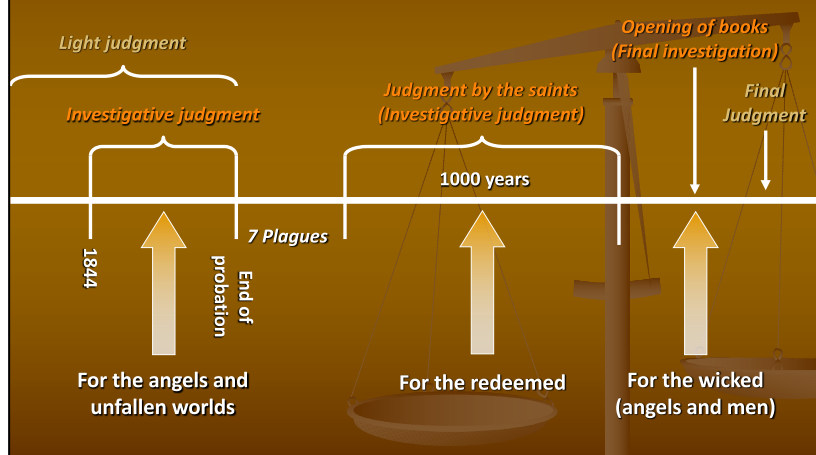 Light judgment
Investigative judgment
1844
End of
probation
7 Plagues
For the angels and
unfallen worlds
Judgment by the saints
(Investigative judgment)
1000 years
For the redeemed
Opening of books
(Final investigation)
Final
Judgment
For the wicked
(angels and men)